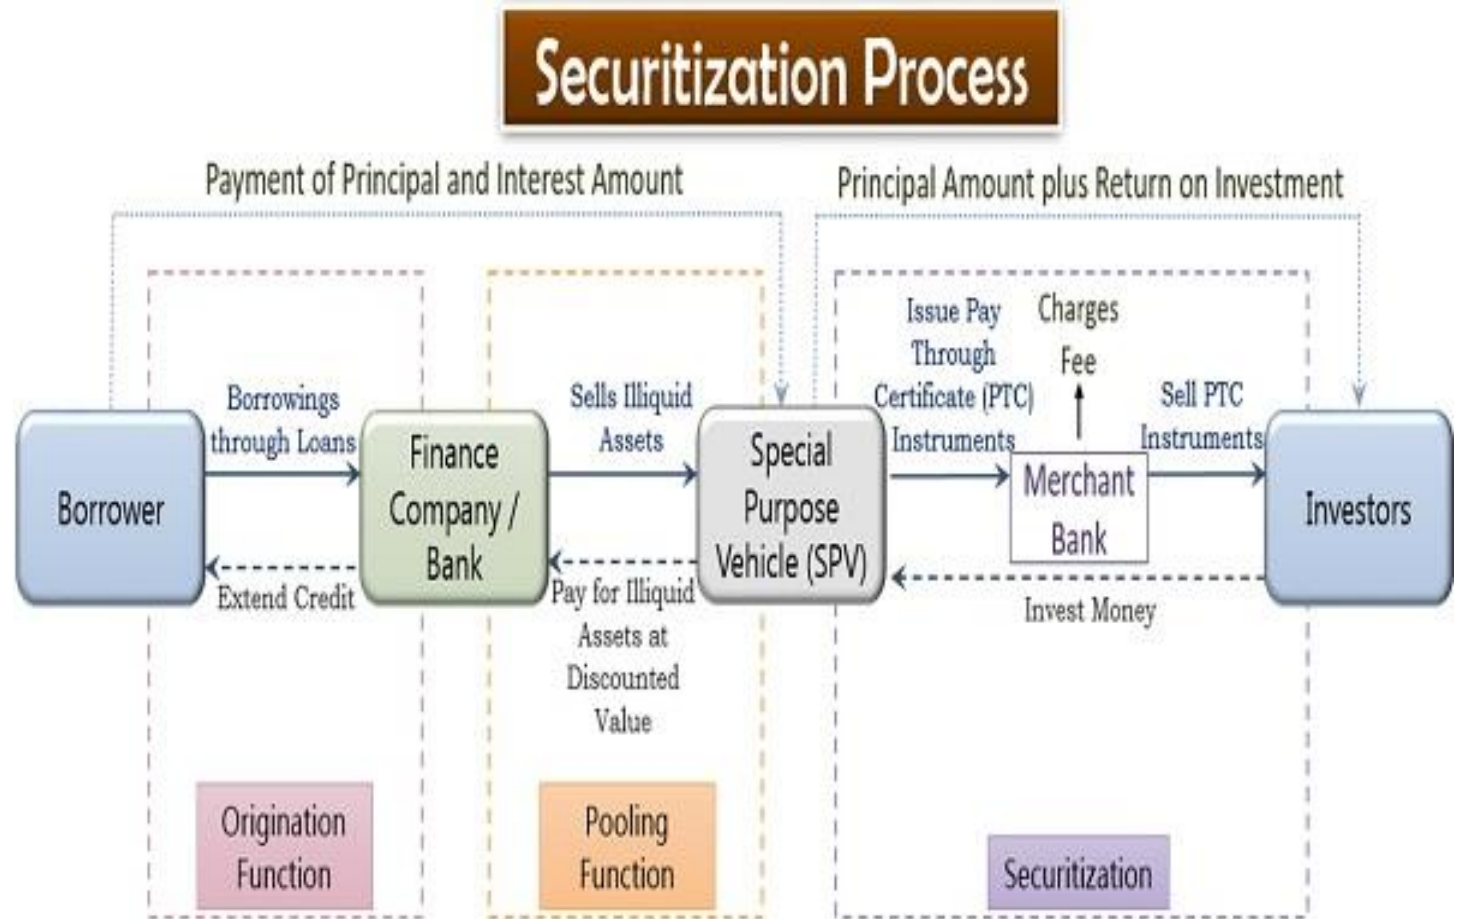 Securitization Process
Payment of Principal and Interest Amount
Principal Amount plus Return on Investment
Borrower
Borrowings
through Loans
Extend Credit
Finance
Company /
Bank
Sells Illiquid
Assets
Pay for Illiquid
Assets at
Discounted
Value
Special
Purpose
Vehicle (SPV)
Issue Pay
Through
Certificate (PTC)
Instruments
Charges
Fee
Merchant
Bank
Sell PTC
Instruments
Invest Money
Investors
Origination
Function
Pooling
Function
Securitization